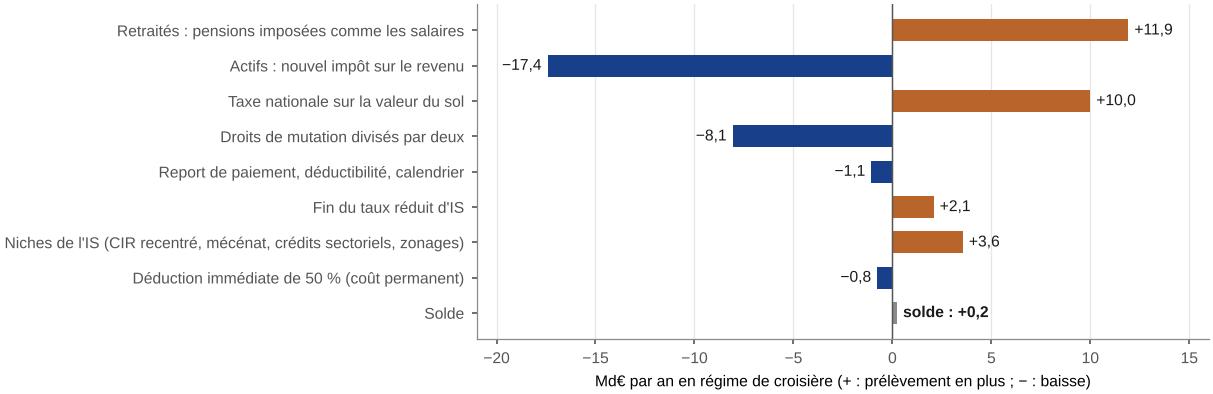 Retraités : pensions imposées comme les salaires +11,9
Actifs : nouvel impôt sur le revenu −17,4
Taxe nationale sur la valeur du sol +10,0
Droits de mutation divisés par deux −8,1
Report de paiement, déductibilité, calendrier −1,1
Fin du taux réduit d'IS +2,1
Niches de l'IS (CIR recentré, mécénat, crédits sectoriels, zonages) +3,6
Déduction immédiate de 50 % (coût permanent) −0,8
Solde solde : +0,2
−20 −15 −10 −5 0 5 10 15
Md€ par an en régime de croisière (+ : prélèvement en plus ; − : baisse)